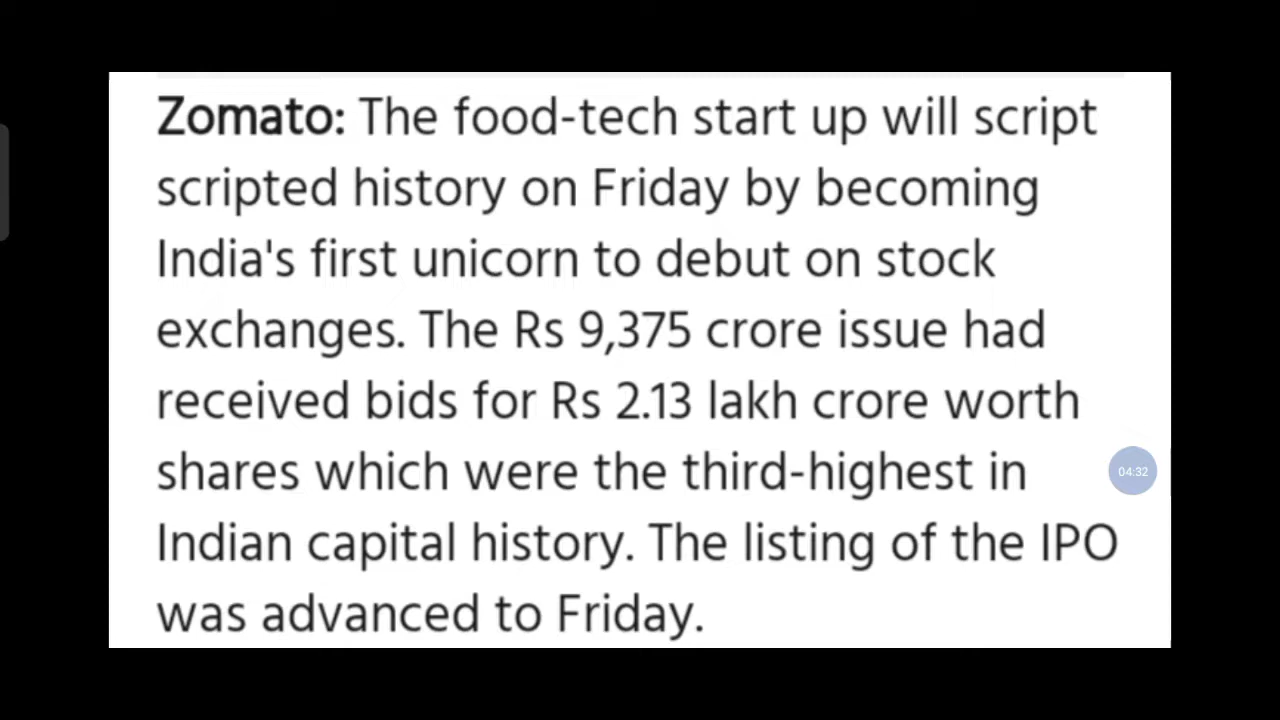 Zomato: The food-tech start up will script
scripted history on Friday by becoming
India's first unicorn to debut on stock
exchanges. The Rs 9,375 crore issue had
received bids for Rs 2.13 lakh crore worth
shares which were the third-highest in
04:32
Indian capital history. The listing of the IPO
was advanced to Friday.